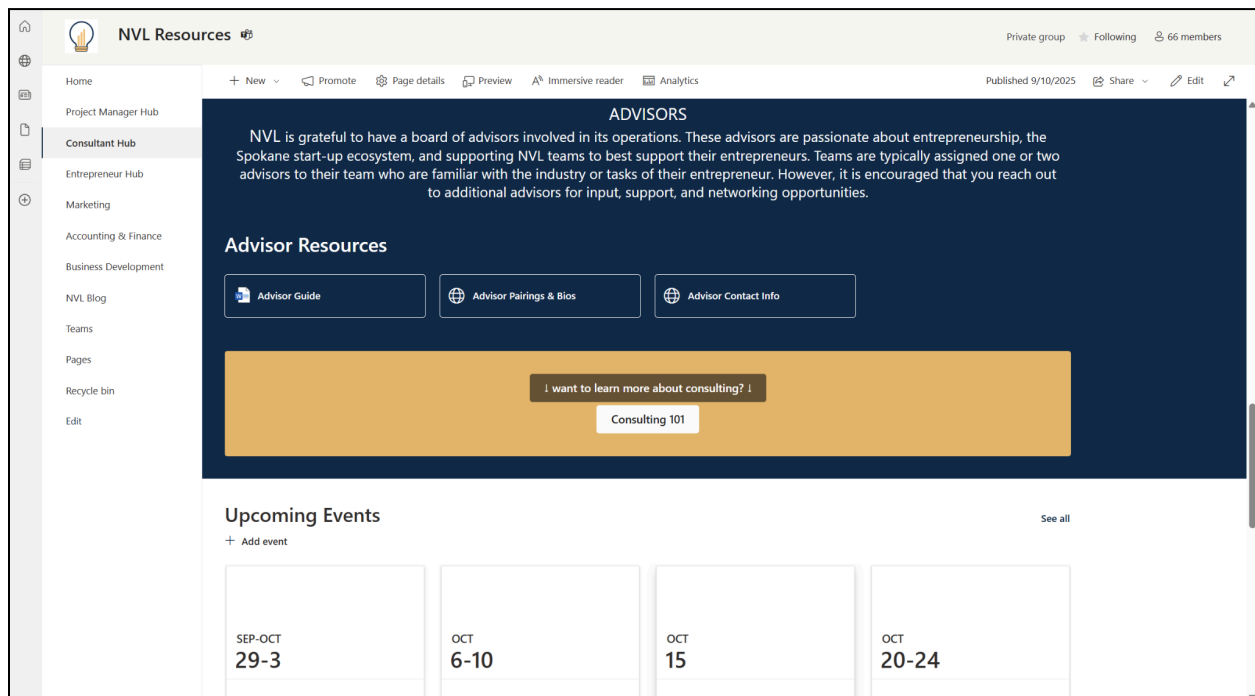 NVL Resources
Private group
Following
66 members
Home
Project Manager Hub
Consultant Hub
Entrepreneur Hub
Marketing
Accounting & Finance
Business Development
NVL Blog
Teams
Pages
Recycle bin
Edit
+ New
Promote
Page details
Preview
Immersive reader
Analytics
Published 9/10/2025
Share
Edit
ADVISORS
NVL is grateful to have a board of advisors involved in its operations. These advisors are passionate about entrepreneurship, the
Spokane start-up ecosystem, and supporting NVL teams to best support their entrepreneurs. Teams are typically assigned one or two
advisors to their team who are familiar with the industry or tasks of their entrepreneur. However, it is encouraged that you reach out
to additional advisors for input, support, and networking opportunities.
Advisor Resources
Advisor Guide
Advisor Pairings & Bios
Advisor Contact Info
↓ want to learn more about consulting? ↓
Consulting 101
Upcoming Events
See all
+ Add event
SEP-OCT
29-3
OCT
6-10
OCT
15
OCT
20-24